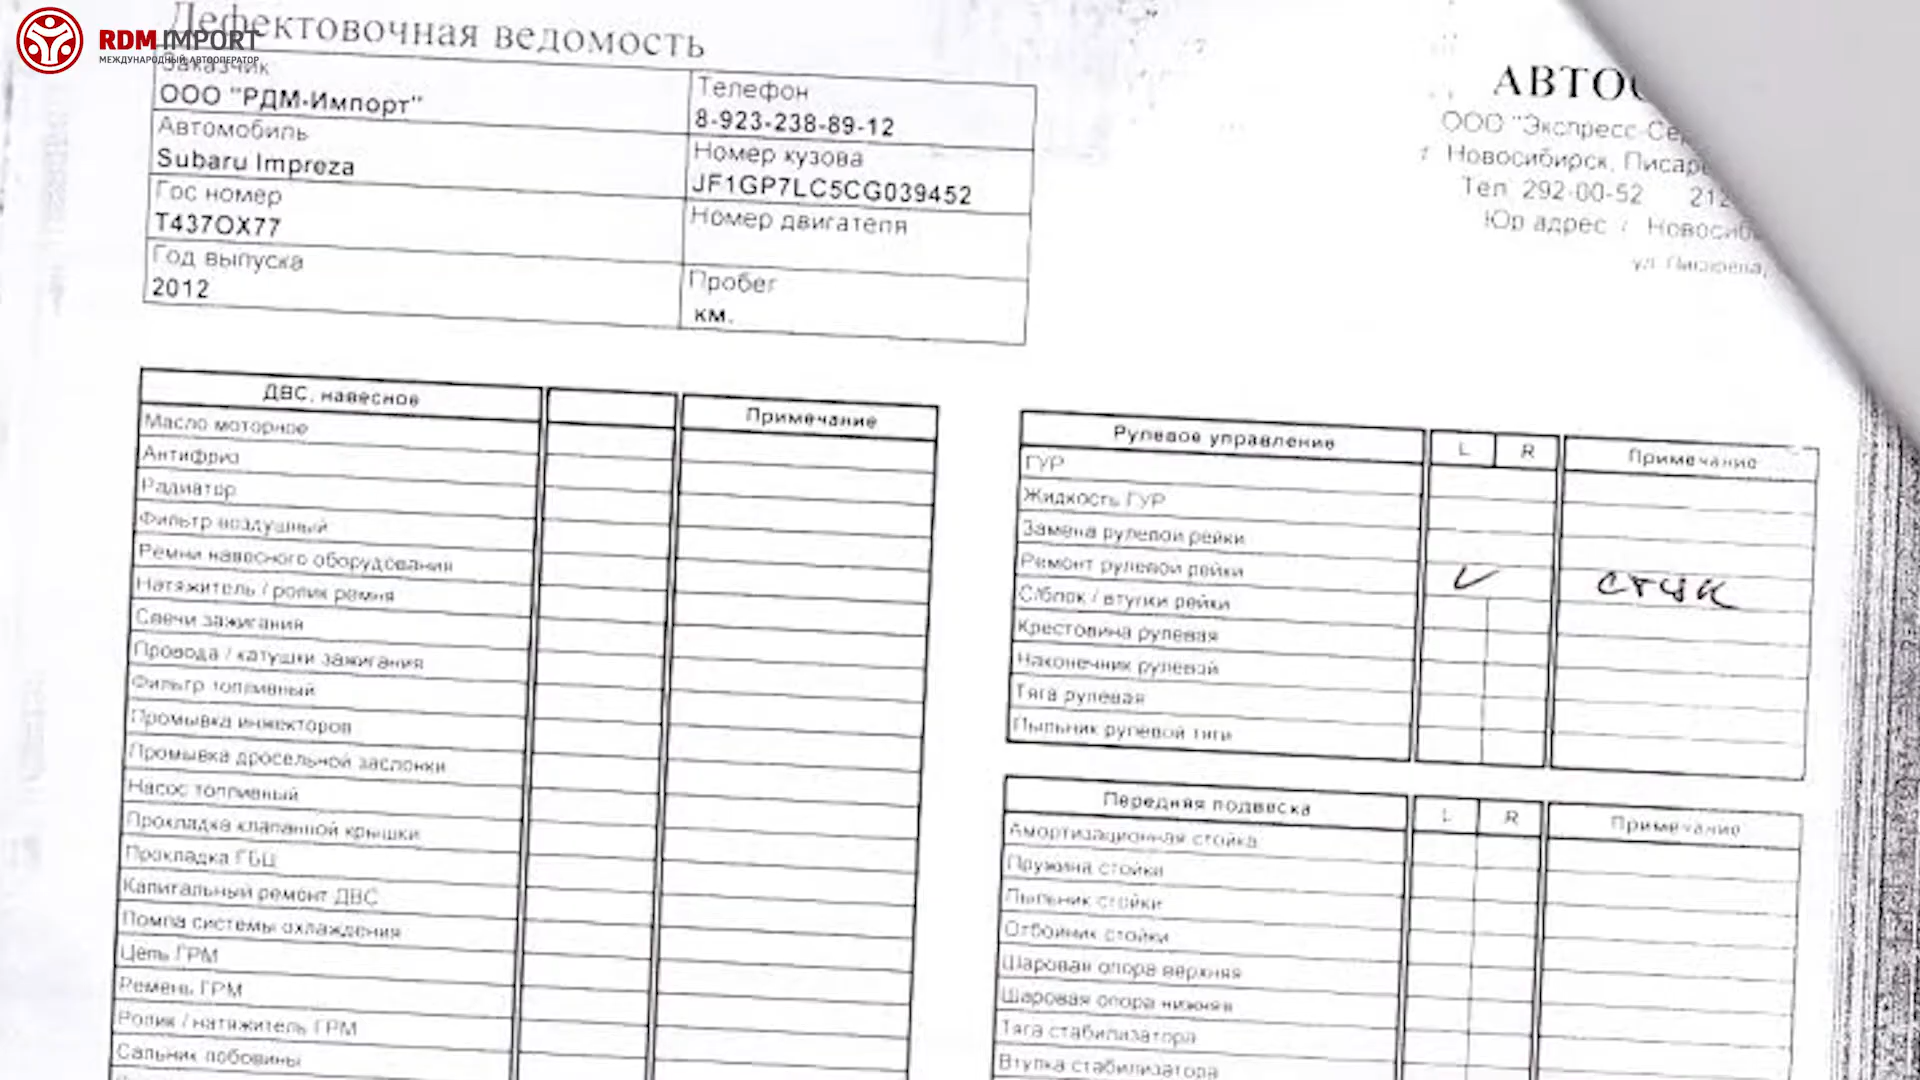 RDM IMPORT
МЕЖДУНАРОДНЫЙ АВТООПЕРАТОР
Дефектовочная ведомость
Заказчик
ООО "РДМ-Импорт"
Телефон
8-923-238-89-12
Автомобиль
Subaru Impreza
Номер кузова
JF1GP7LC5CG039452
Гос номер
Т437ОХ77
Номер двигателя
Год выпуска
2012
Пробег
км.
ООО "Экспресс-Се
г Новосибирск, Писаре
Тел. 292-00-52 212
Юр адрес г Новосиб
ул. Писарева,
ДВС, навесное Примечание
Масло моторное
Антифриз
Радиатор
Фильтр воздушный
Ремни навесного оборудования
Натяжитель / ролик ремня
Свечи зажигания
Провода / катушки зажигания
Фильтр топливный
Промывка инжекторов
Промывка дросельной заслонки
Насос топливный
Прокладка клапанной крышки
Прокладка ГБЦ
Капитальный ремонт ДВС
Помпа системы охлаждения
Цепь ГРМ
Ремень ГРМ
Ролик / натяжитель ГРМ
Сальник лобовины
Рулевое управление L R Примечание
ГУР
Жидкость ГУР
Замена рулевой рейки
Ремонт рулевой рейки стук
С/блок / втулки рейки
Крестовина рулевая
Наконечник рулевой
Тяга рулевая
Пыльник рулевой тяги
Передняя подвеска L R Примечание
Амортизационная стойка
Пружина стойки
Пыльник стойки
Отбойник стойки
Шаровая опора верхняя
Шаровая опора нижняя
Тяга стабилизатора
Втулка стабилизатора